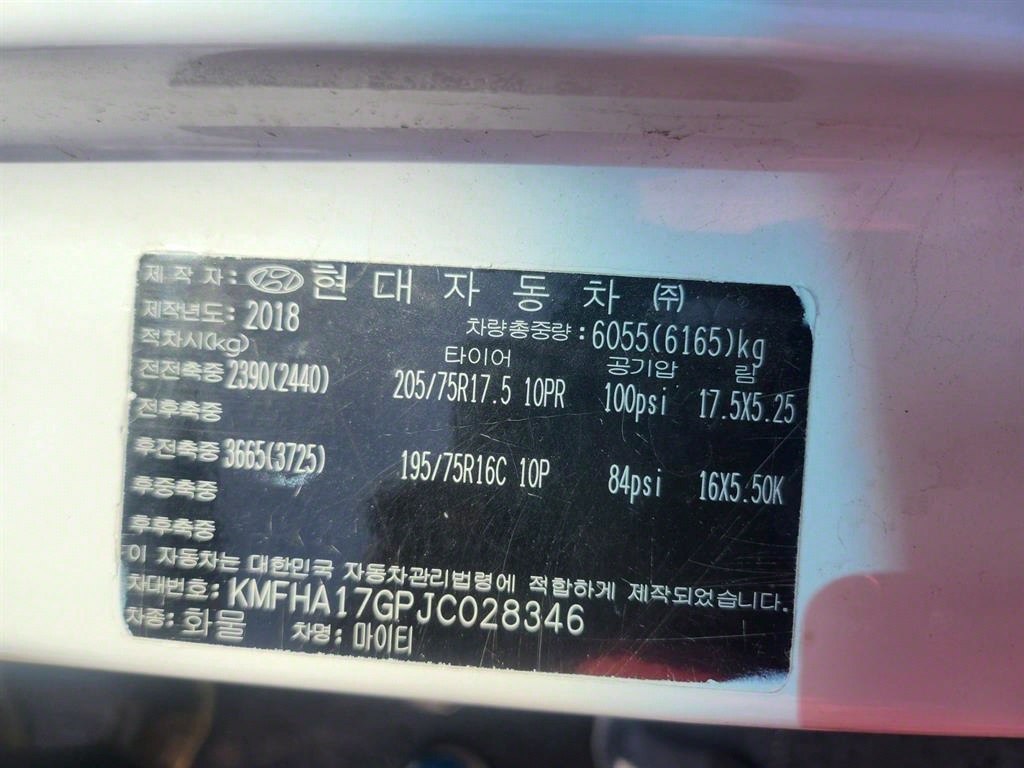 제 작 자 : 현 대 자 동 차 ㈜
제작년도: 2018 차량총중량 :6055(6165)kg
적차시(kg) 타이어 공기압 림
전전축중 2390(2440) 205/75R17.5 10PR 100psi 17.5X5.25
전후축중
후전축중 3665(3725) 195/75R16C 10P 84psi 16X5.50K
후중축중
후후축중
이 자동차는 대한민국 자동차관리법령에 적합하게 제작되었습니다.
차대번호: KMFHA17GPJC028346
차종: 화물 차명: 마이티